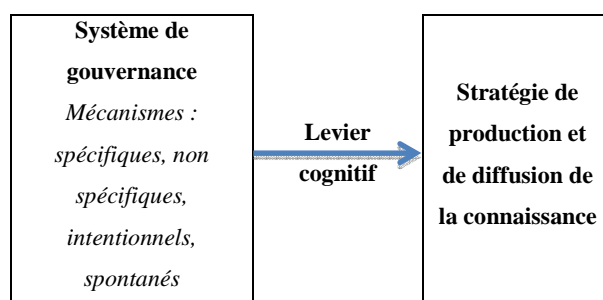 Système de
gouvernance
Mécanismes :
spécifiques, non
spécifiques,
intentionnels,
spontanés
Levier
cognitif
Stratégie de
production et
de diffusion de
la connaissance